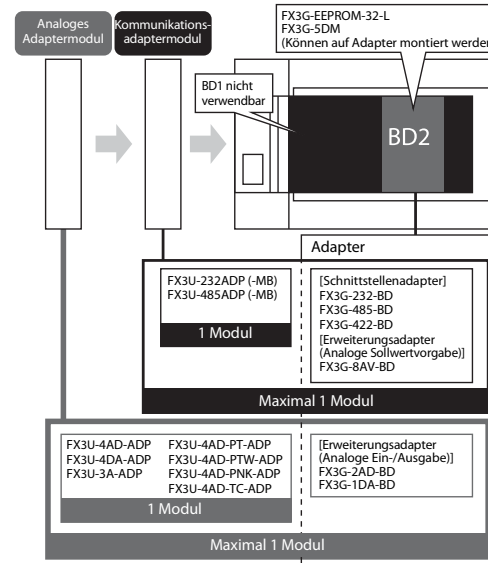 Analoges
Adaptermodul
Kommunikations-
adaptermodul
FX3G-EEPROM-32-L
FX3G-5DM
(Können auf Adapter montiert werde
BD1 nicht
verwendbar
BD2
Adapter
FX3U-232ADP (-MB)
FX3U-485ADP (-MB)
1 Modul
[Schnittstellenadapter]
FX3G-232-BD
FX3G-485-BD
FX3G-422-BD
[Erweiterungsadapter
(Analoge Sollwertvorgabe)]
FX3G-8AV-BD
Maximal 1 Modul
FX3U-4AD-ADP
FX3U-4DA-ADP
FX3U-3A-ADP
FX3U-4AD-PT-ADP
FX3U-4AD-PTW-ADP
FX3U-4AD-PNK-ADP
FX3U-4AD-TC-ADP
1 Modul
[Erweiterungsadapter
(Analoge Ein-/Ausgabe)]
FX3G-2AD-BD
FX3G-1DA-BD
Maximal 1 Modul